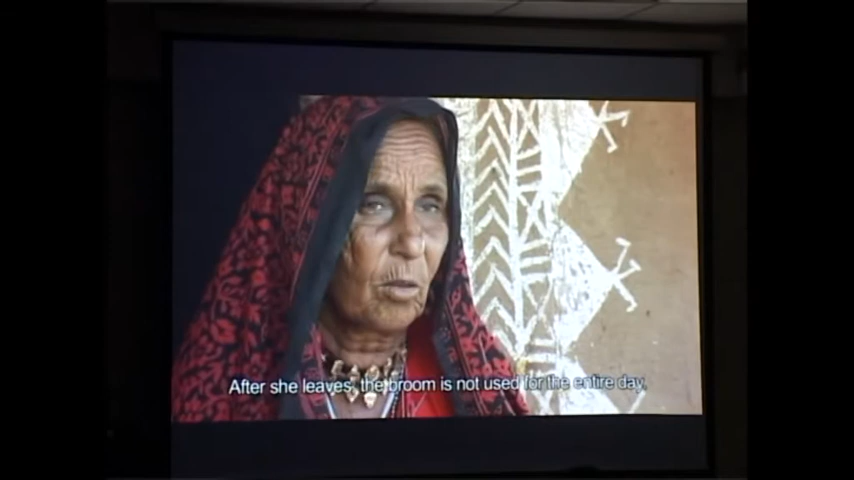 After she leaves, the broom is not used for the entire day.